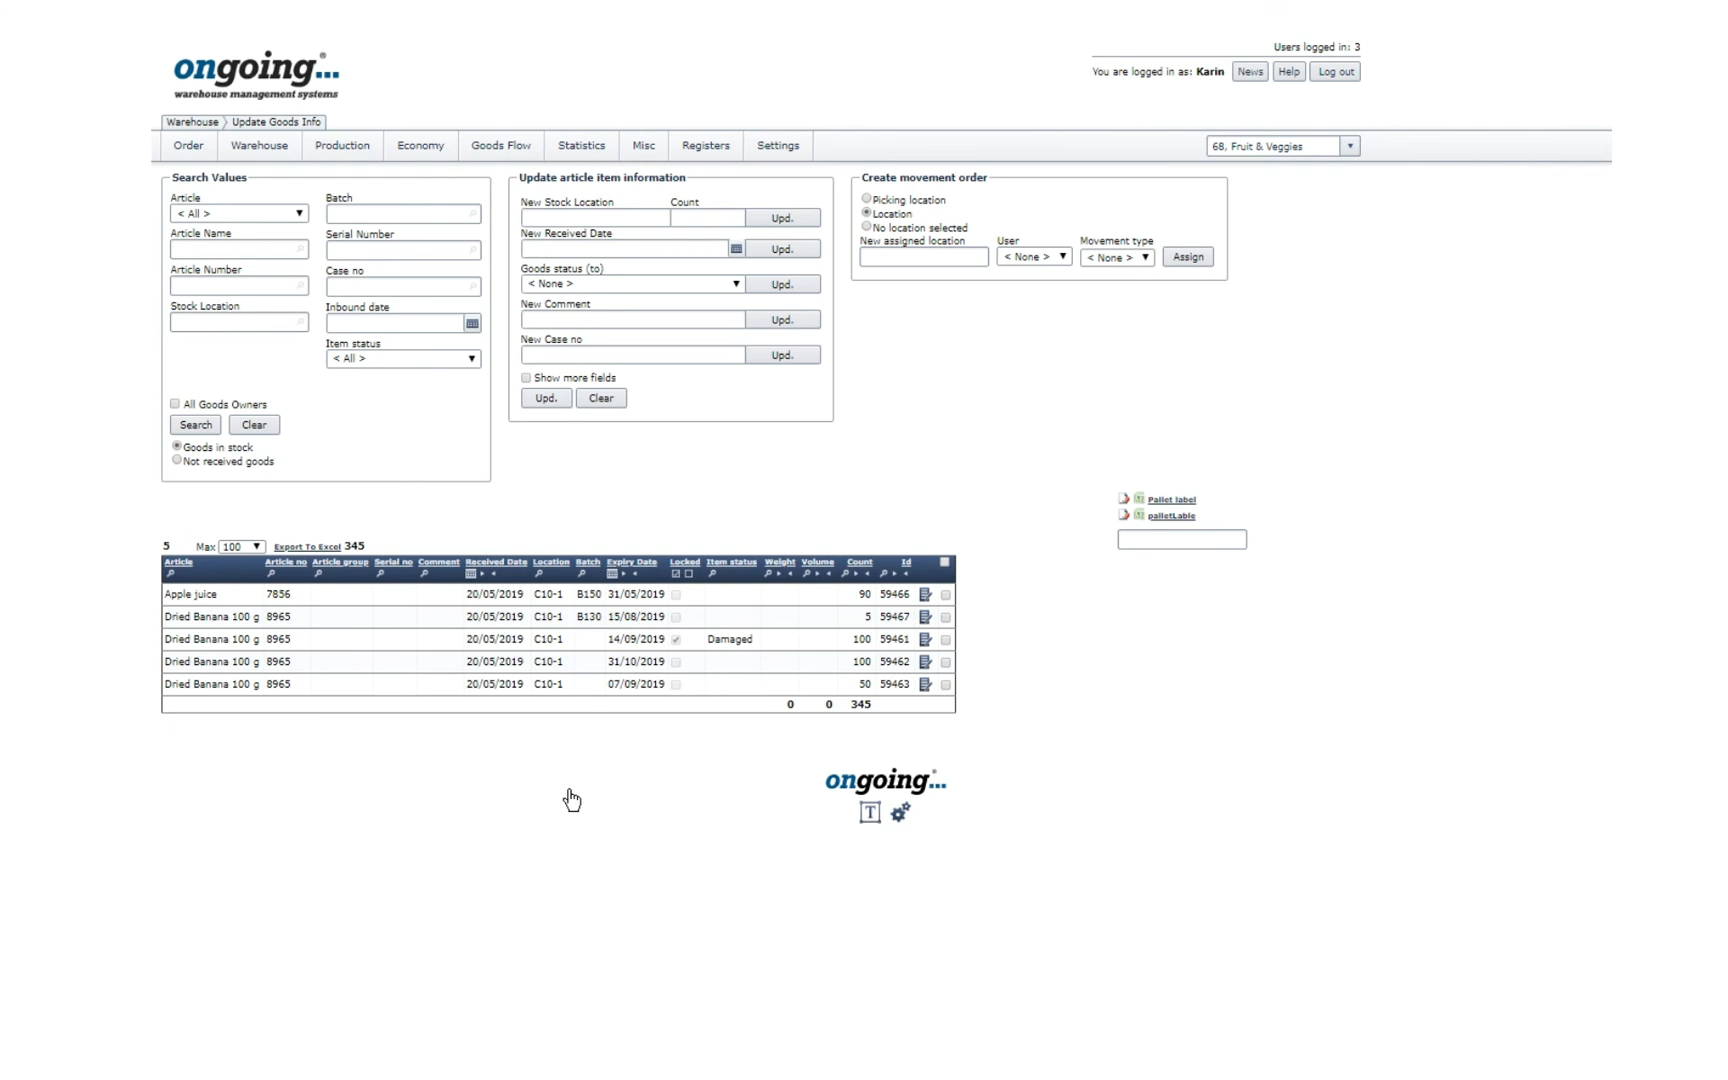 Users logged in: 3
ongoing...®
warehouse management systems
You are logged in as: Karin News Help Log out
Warehouse Update Goods Info
Order Warehouse Production Economy Goods Flow Statistics Misc Registers Settings 68, Fruit & Veggies
Search Values
Article
< All >
Article Name
Article Number
Stock Location
Batch
Serial Number
Case no
Inbound date
Item status
< All >
All Goods Owners
Search Clear
Goods in stock
Not received goods
Update article item information
New Stock Location Count
Upd.
New Received Date
Upd.
Goods status (to)
< None > Upd.
New Comment
Upd.
New Case no
Upd.
Show more fields
Upd. Clear
Create movement order
Picking location
Location
No location selected
New assigned location User Movement type
< None > < None > Assign
Pallet label
palletLable
5 Max 100 Export To Excel 345
Article Article no Article group Serial no Comment Received Date Location Batch Expiry Date Locked Item status Weight Volume Count Id
Apple juice 7856 20/05/2019 C10-1 B150 31/05/2019 90 59466
Dried Banana 100 g 8965 20/05/2019 C10-1 B130 15/08/2019 5 59467
Dried Banana 100 g 8965 20/05/2019 C10-1 14/09/2019 Damaged 100 59461
Dried Banana 100 g 8965 20/05/2019 C10-1 31/10/2019 100 59462
Dried Banana 100 g 8965 20/05/2019 C10-1 07/09/2019 50 59463
0 0 345
ongoing...®
T